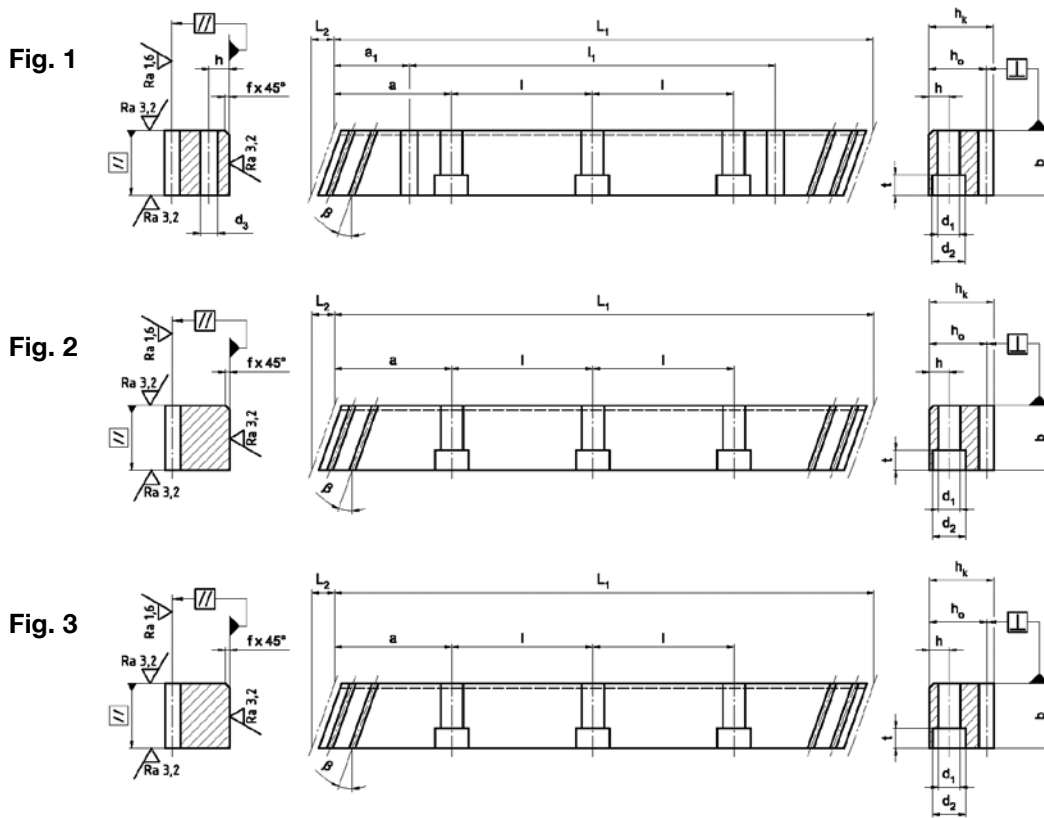 Fig. 1
Ra 1,6
//
h
f x 45°
Ra 3,2
//
Ra 3,2
Ra 3,2
d₃
L₂
L₁
a₁
l₁
a
l
l
β
hₖ
hₒ
⊥
h
b
t
d₁
d₂
Fig. 2
Ra 1,6
//
f x 45°
Ra 3,2
//
Ra 3,2
Ra 3,2
L₂
L₁
a
l
l
β
hₖ
hₒ
⊥
h
b
t
d₁
d₂
Fig. 3
Ra 1,6
//
f x 45°
Ra 3,2
//
Ra 3,2
Ra 3,2
L₂
L₁
a
l
l
β
hₖ
hₒ
⊥
h
b
t
d₁
d₂